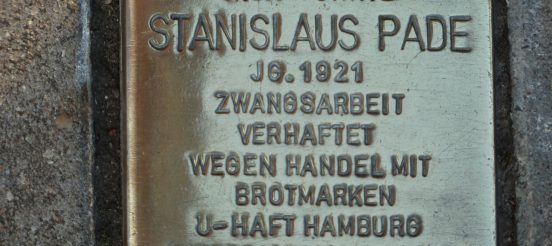 STANISLAUS PADE
JG. 1921
ZWANGSARBEIT
VERHAFTET
WEGEN HANDEL MIT
BROTMARKEN
U-HAFT HAMBURG